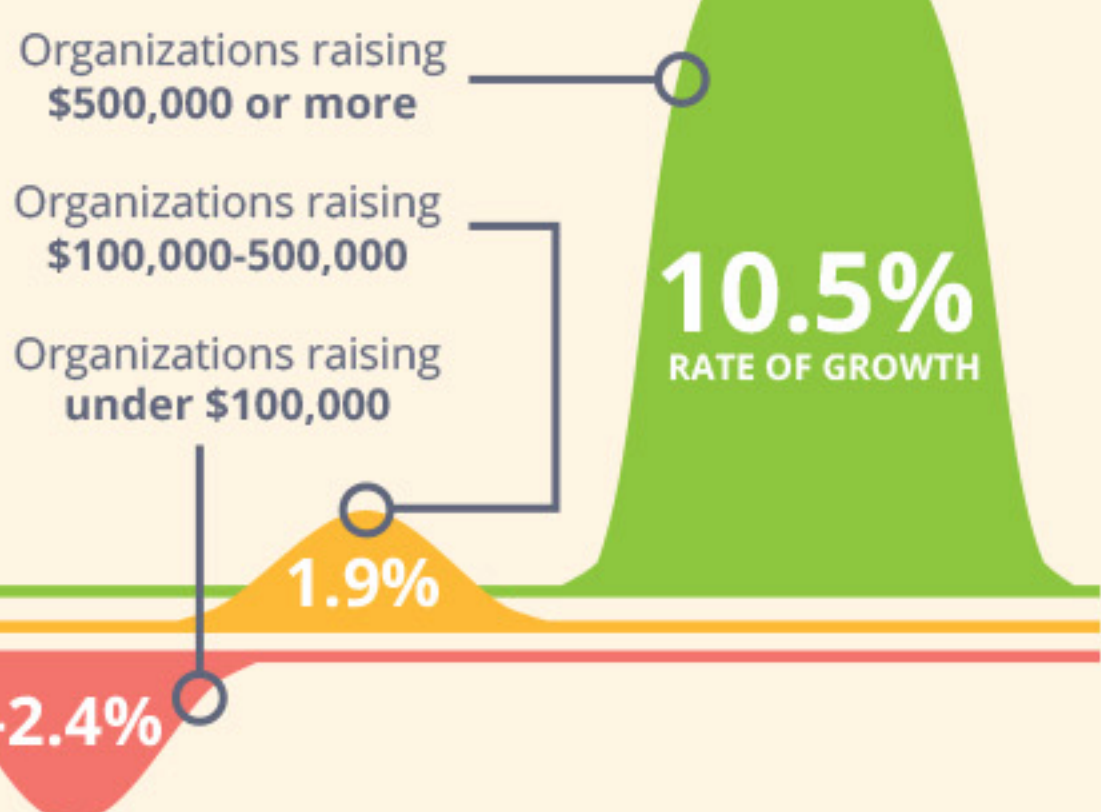 Organizations raising
$500,000 or more
Organizations raising
$100,000-500,000
Organizations raising
under $100,000
10.5%
RATE OF GROWTH
1.9%
-2.4%